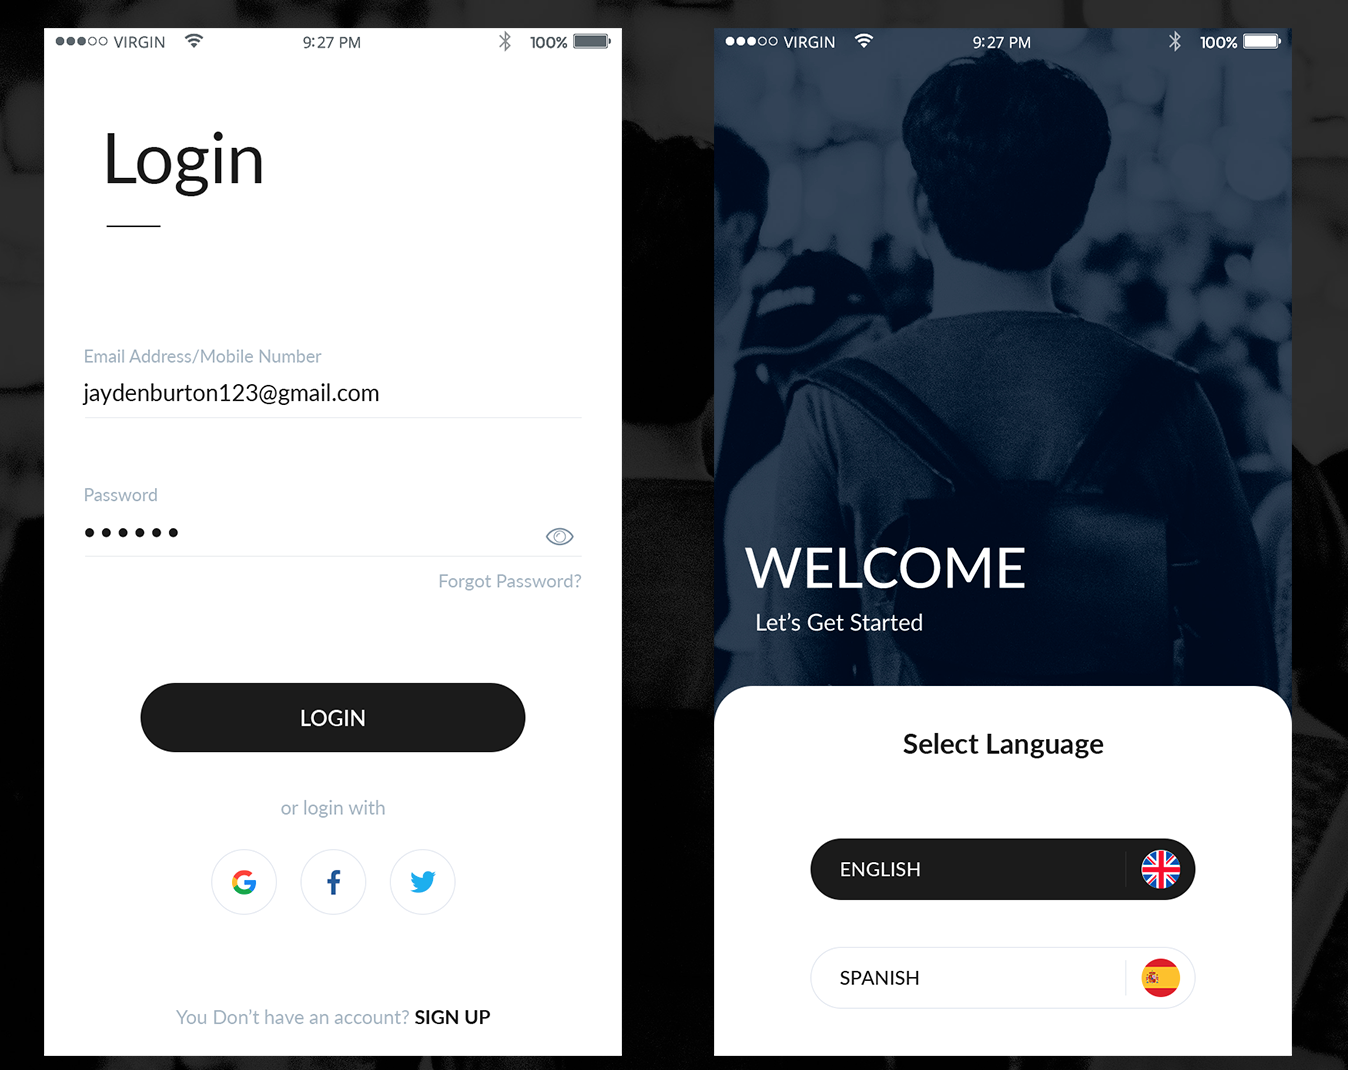 VIRGIN 9:27 PM 100%
Login
Email Address/Mobile Number
jaydenburton123@gmail.com
Password
Forgot Password?
LOGIN
or login with
You Don't have an account? SIGN UP
VIRGIN 9:27 PM 100%
WELCOME
Let's Get Started
Select Language
ENGLISH
SPANISH